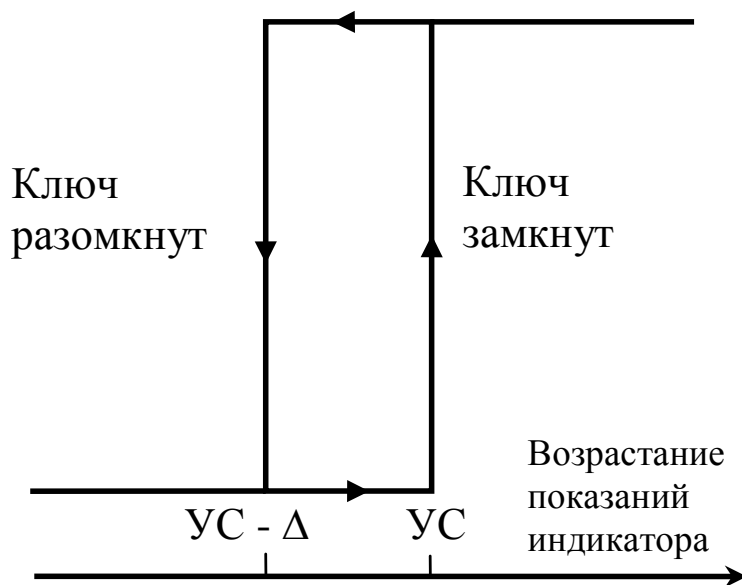 Ключ
разомкнут
Ключ
замкнут
Возрастание
показаний
индикатора
УС - Δ
УС